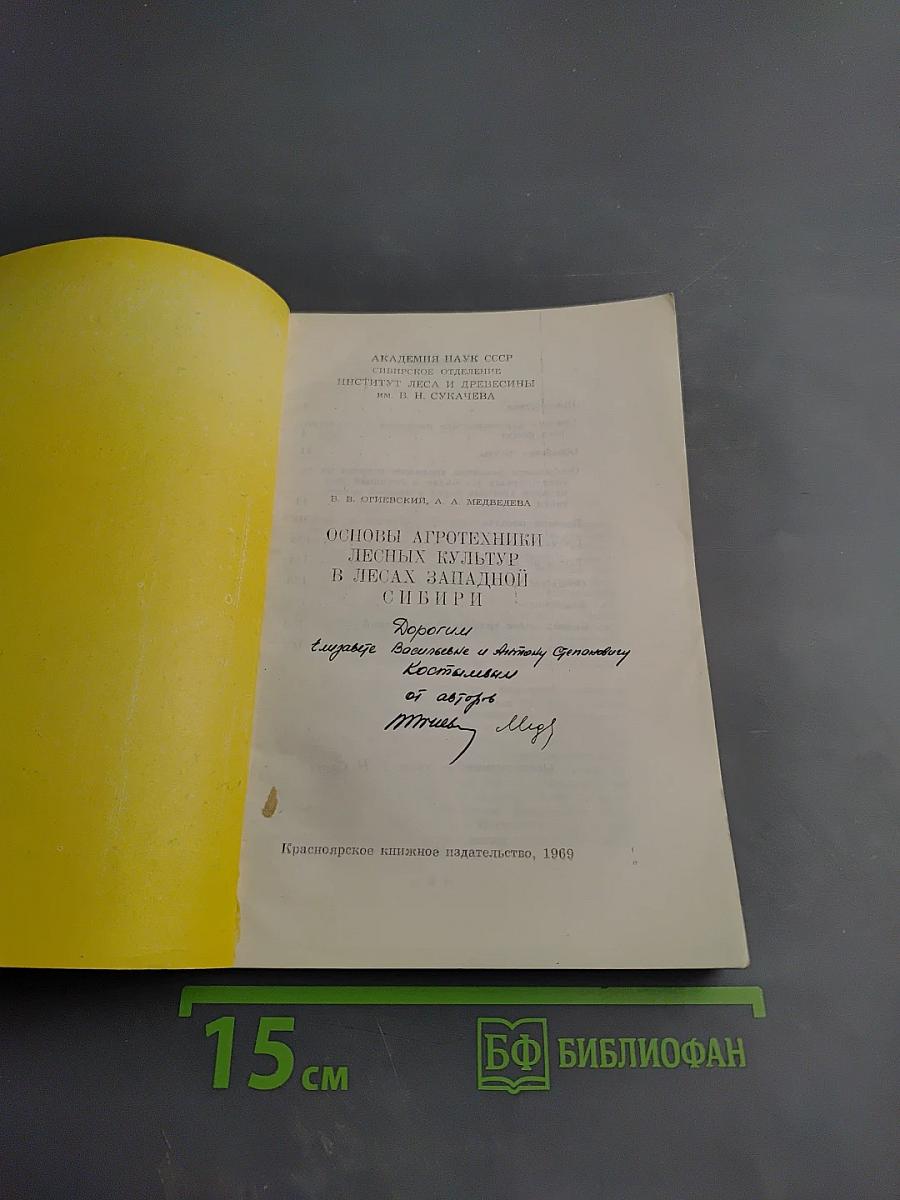 АКАДЕМИЯ НАУК СССР
СИБИРСКОЕ ОТДЕЛЕНИЕ
ИНСТИТУТ ЛЕСА И ДРЕВЕСИНЫ
им. В. Н. СУКАЧЕВА
В. В. ОГИЕВСКИЙ, А. А. МЕДВЕДЕВА
ОСНОВЫ АГРОТЕХНИКИ
ЛЕСНЫХ КУЛЬТУР
В ЛЕСАХ ЗАПАДНОЙ
СИБИРИ
Дорогим
Елизавете Васильевне и Антону Степановичу
Костылевым
от авторов
Красноярское книжное издательство, 1969
15 см
БФ БИБЛИОФАН